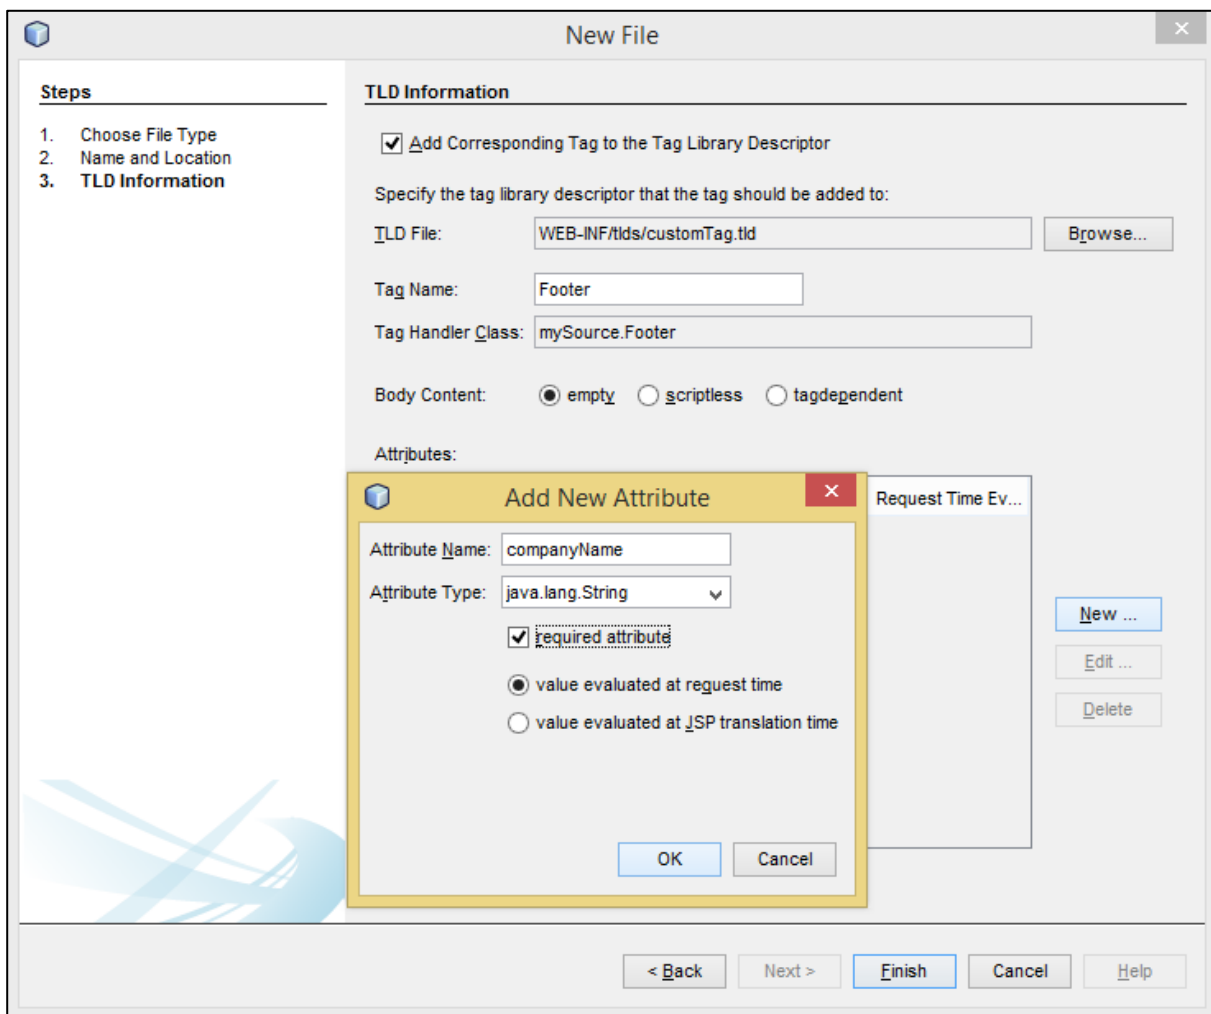 New File
Steps
1. Choose File Type
2. Name and Location
3. TLD Information
TLD Information
Add Corresponding Tag to the Tag Library Descriptor
Specify the tag library descriptor that the tag should be added to:
TLD File: WEB-INF/tlds/customTag.tld Browse...
Tag Name: Footer
Tag Handler Class: mySource.Footer
Body Content: empty scriptless tagdependent
Attributes:
Request Time Ev...
New ...
Edit ...
Delete
Add New Attribute
Attribute Name: companyName
Attribute Type: java.lang.String
required attribute
value evaluated at request time
value evaluated at JSP translation time
OK Cancel
< Back Next > Finish Cancel Help